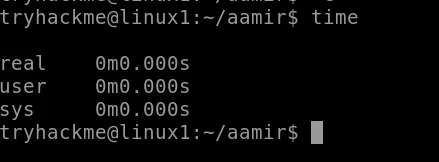 tryhackme@linux1:~/aamir$ time
real 0m0.000s
user 0m0.000s
sys 0m0.000s
tryhackme@linux1:~/aamir$